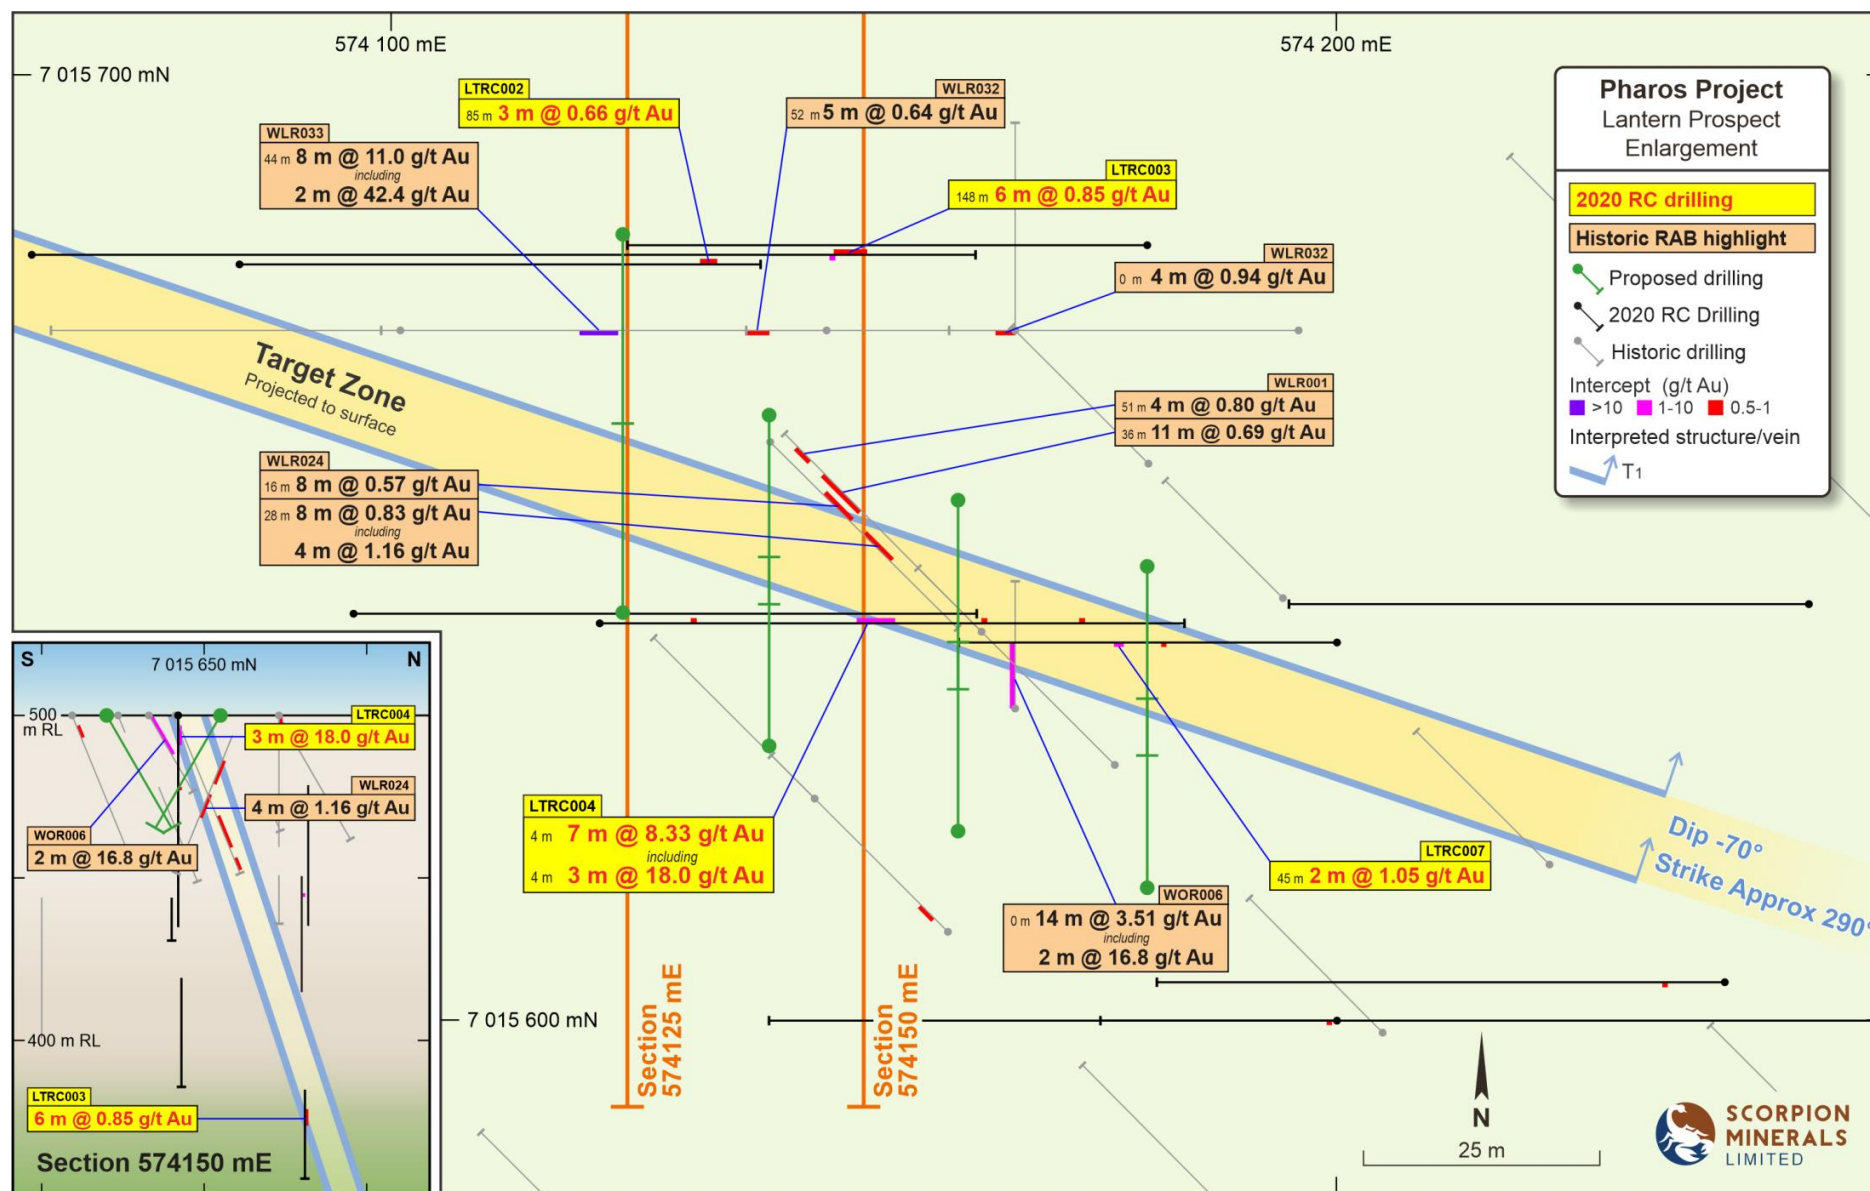 574 100 mE
574 200 mE
7 015 700 mN
LTRC002
85 m 3 m @ 0.66 g/t Au
WLR032
52 m 5 m @ 0.64 g/t Au
WLR033
44 m 8 m @ 11.0 g/t Au
including
2 m @ 42.4 g/t Au
LTRC003
148 m 6 m @ 0.85 g/t Au
WLR032
0 m 4 m @ 0.94 g/t Au
Pharos Project
Lantern Prospect
Enlargement
2020 RC drilling
Historic RAB highlight
Proposed drilling
2020 RC Drilling
Historic drilling
Intercept (g/t Au)
>10 1-10 0.5-1
Interpreted structure/vein
T1
Target Zone
Projected to surface
WLR001
51 m 4 m @ 0.80 g/t Au
36 m 11 m @ 0.69 g/t Au
WLR024
16 m 8 m @ 0.57 g/t Au
28 m 8 m @ 0.83 g/t Au
including
4 m @ 1.16 g/t Au
LTRC004
4 m 7 m @ 8.33 g/t Au
including
4 m 3 m @ 18.0 g/t Au
LTRC007
45 m 2 m @ 1.05 g/t Au
WOR006
0 m 14 m @ 3.51 g/t Au
including
2 m @ 16.8 g/t Au
Dip -70°
Strike Approx 290°
7 015 600 mN
Section
574125 mE
Section
574150 mE
N
25 m
SCORPION
MINERALS
LIMITED
S
7 015 650 mN
N
500
m RL
LTRC004
3 m @ 18.0 g/t Au
WLR024
4 m @ 1.16 g/t Au
WOR006
2 m @ 16.8 g/t Au
400 m RL
LTRC003
6 m @ 0.85 g/t Au
Section 574150 mE